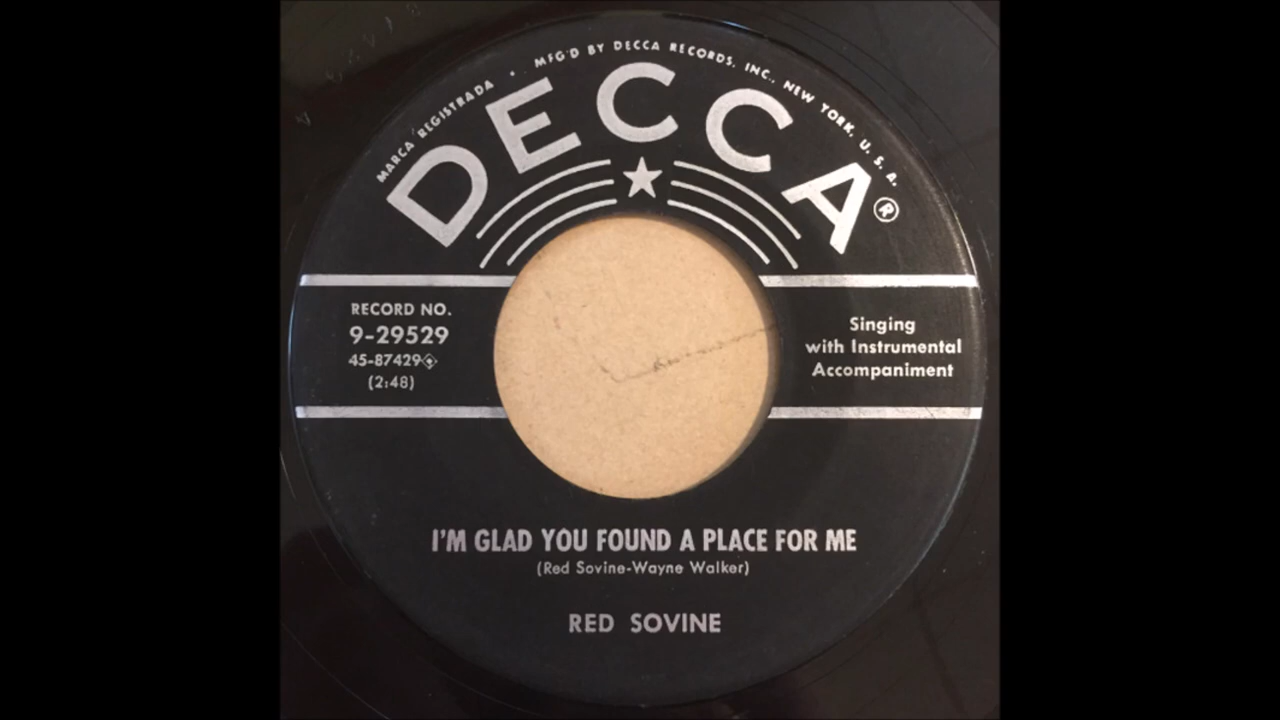 MARCA REGISTRADA • MFG'D BY DECCA RECORDS, INC., NEW YORK, U. S. A.
DECCA®
RECORD NO.
9-29529
45-87429
(2:48)
Singing
with Instrumental
Accompaniment
I'M GLAD YOU FOUND A PLACE FOR ME
(Red Sovine-Wayne Walker)
RED SOVINE